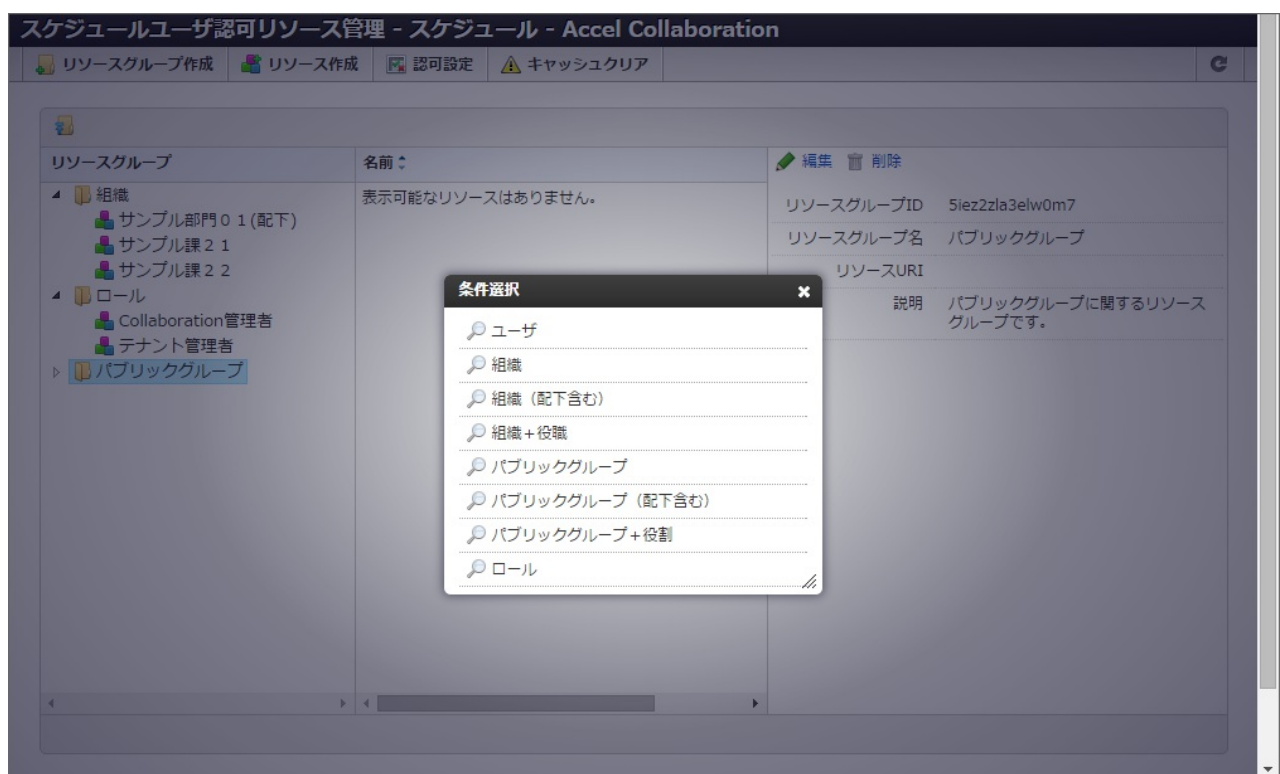 スケジュールユーザ認可リソース管理 - スケジュール - Accel Collaboration
リソースグループ作成 リソース作成 認可設定 キャッシュクリア
リソースグループ
組織
サンプル部門０１(配下)
サンプル課２１
サンプル課２２
ロール
Collaboration管理者
テナント管理者
パブリックグループ
名前
表示可能なリソースはありません。
編集 削除
リソースグループID 5iez2zla3elw0m7
リソースグループ名 パブリックグループ
リソースURI
説明 パブリックグループに関するリソース
グループです。
条件選択
ユーザ
組織
組織（配下含む）
組織+役職
パブリックグループ
パブリックグループ（配下含む）
パブリックグループ+役割
ロール